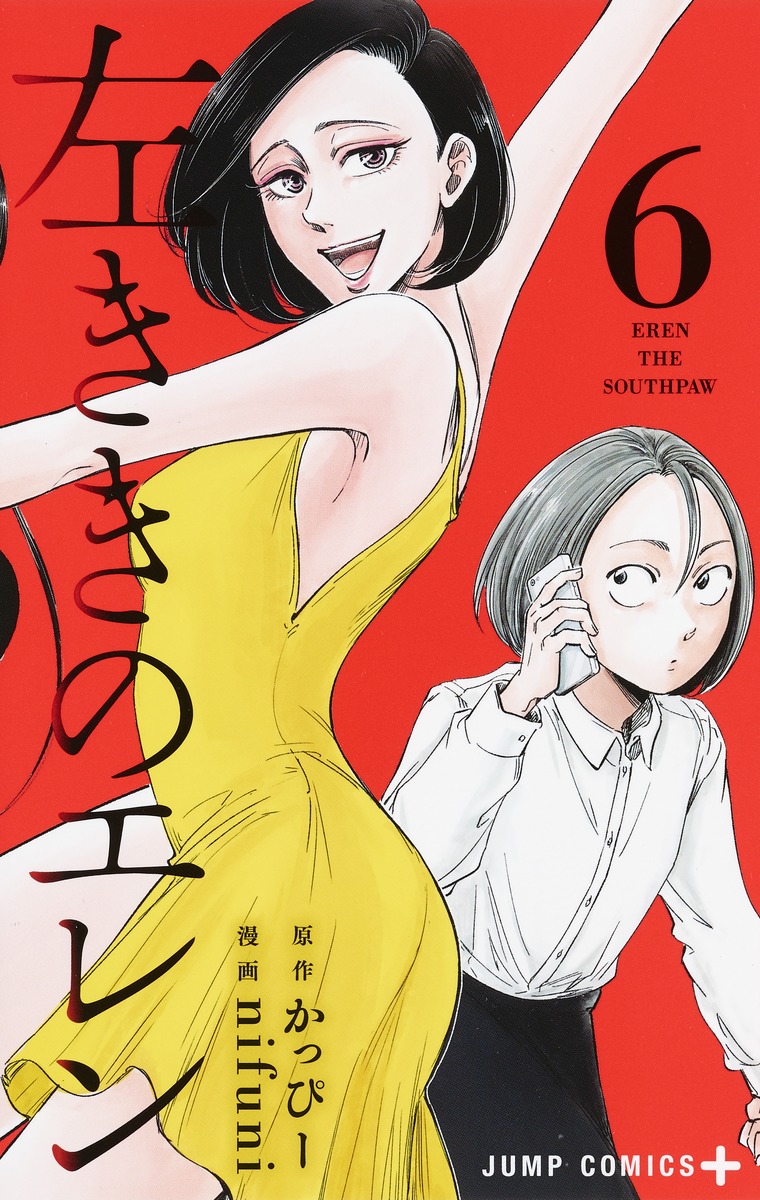 左ききのエレン
6
EREN
THE
SOUTHPAW
原作 かっぴー
漫画 nifuni
JUMP COMICS+